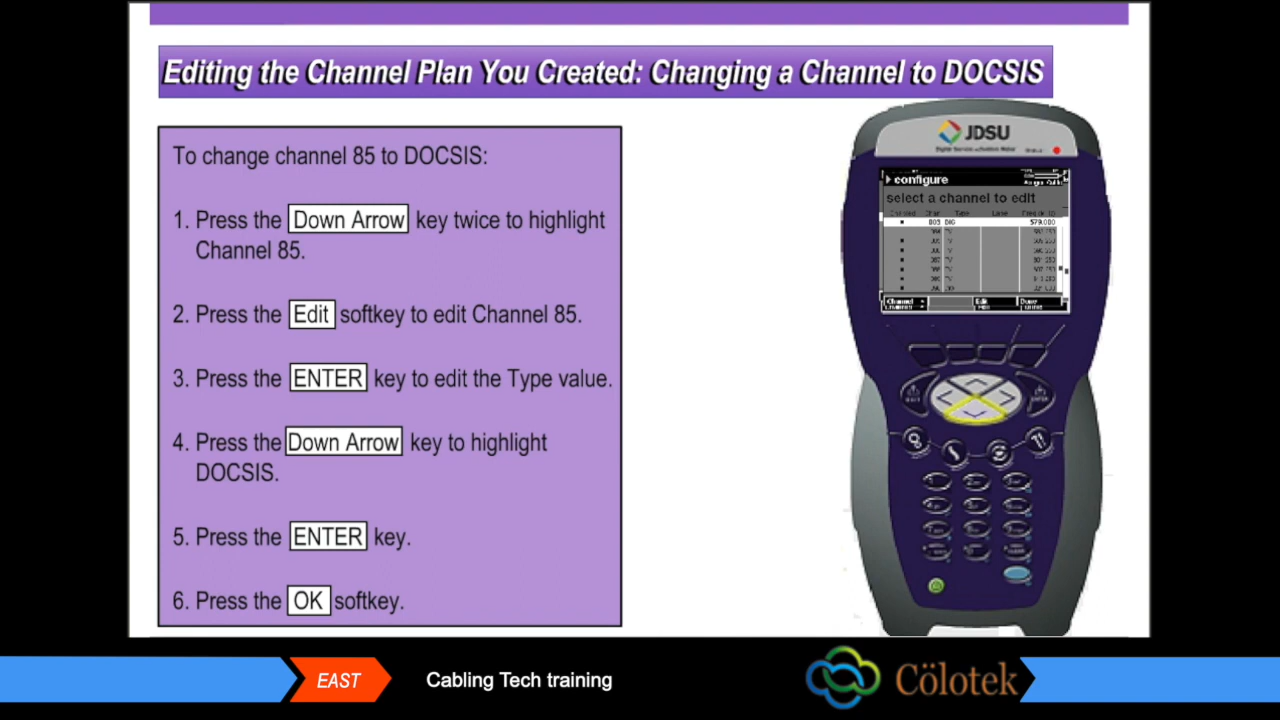 Editing the Channel Plan You Created: Changing a Channel to DOCSIS
To change channel 85 to DOCSIS:
1. Press the Down Arrow key twice to highlight
Channel 85.
2. Press the Edit softkey to edit Channel 85.
3. Press the ENTER key to edit the Type value.
4. Press the Down Arrow key to highlight
DOCSIS.
5. Press the ENTER key.
6. Press the OK softkey.
JDSU
configure
select a channel to edit
Type
579.000
Channel
Edit
EAST
Cabling Tech training
Cölotek